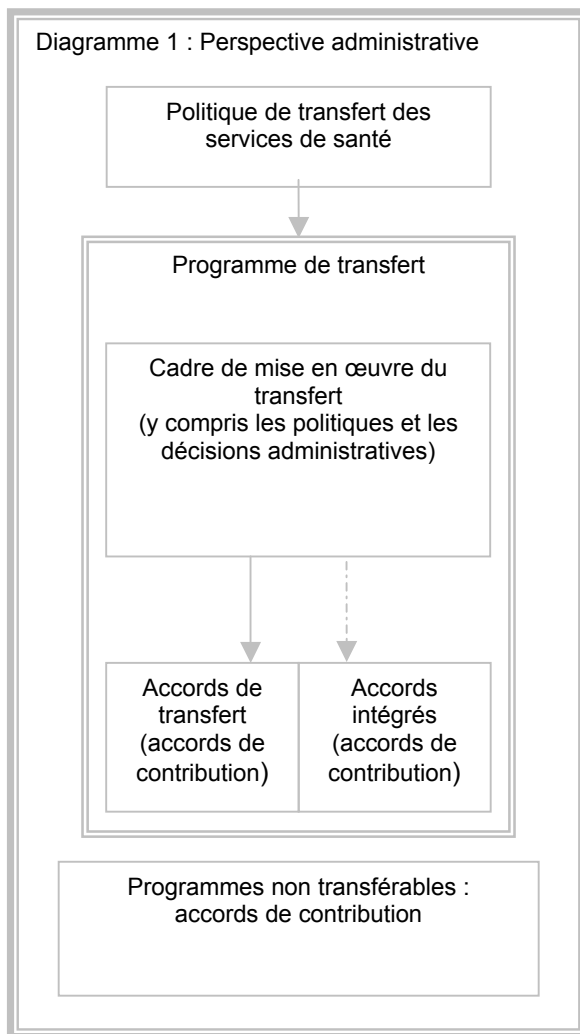 Diagramme 1 : Perspective administrative
Politique de transfert des
services de santé
Programme de transfert
Cadre de mise en œuvre du
transfert
(y compris les politiques et les
décisions administratives)
Accords de
transfert
(accords de
contribution)
Accords
intégrés
(accords de
contribution)
Programmes non transférables :
accords de contribution